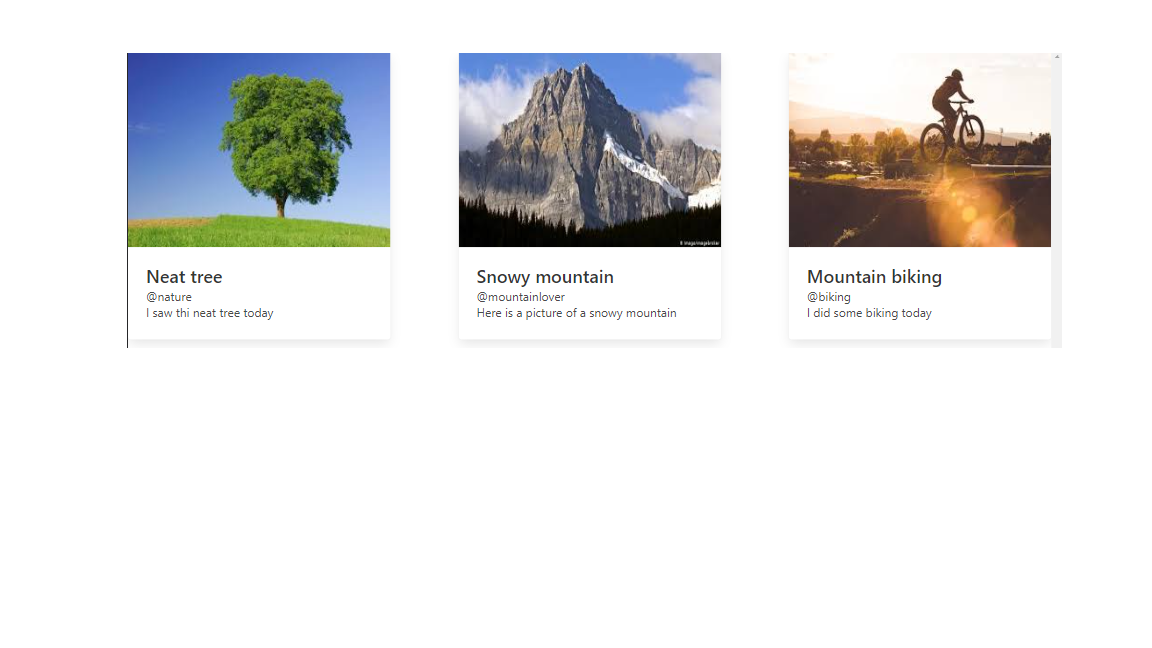 Neat tree
@nature
I saw thi neat tree today
Snowy mountain
@mountainlover
Here is a picture of a snowy mountain
Mountain biking
@biking
I did some biking today